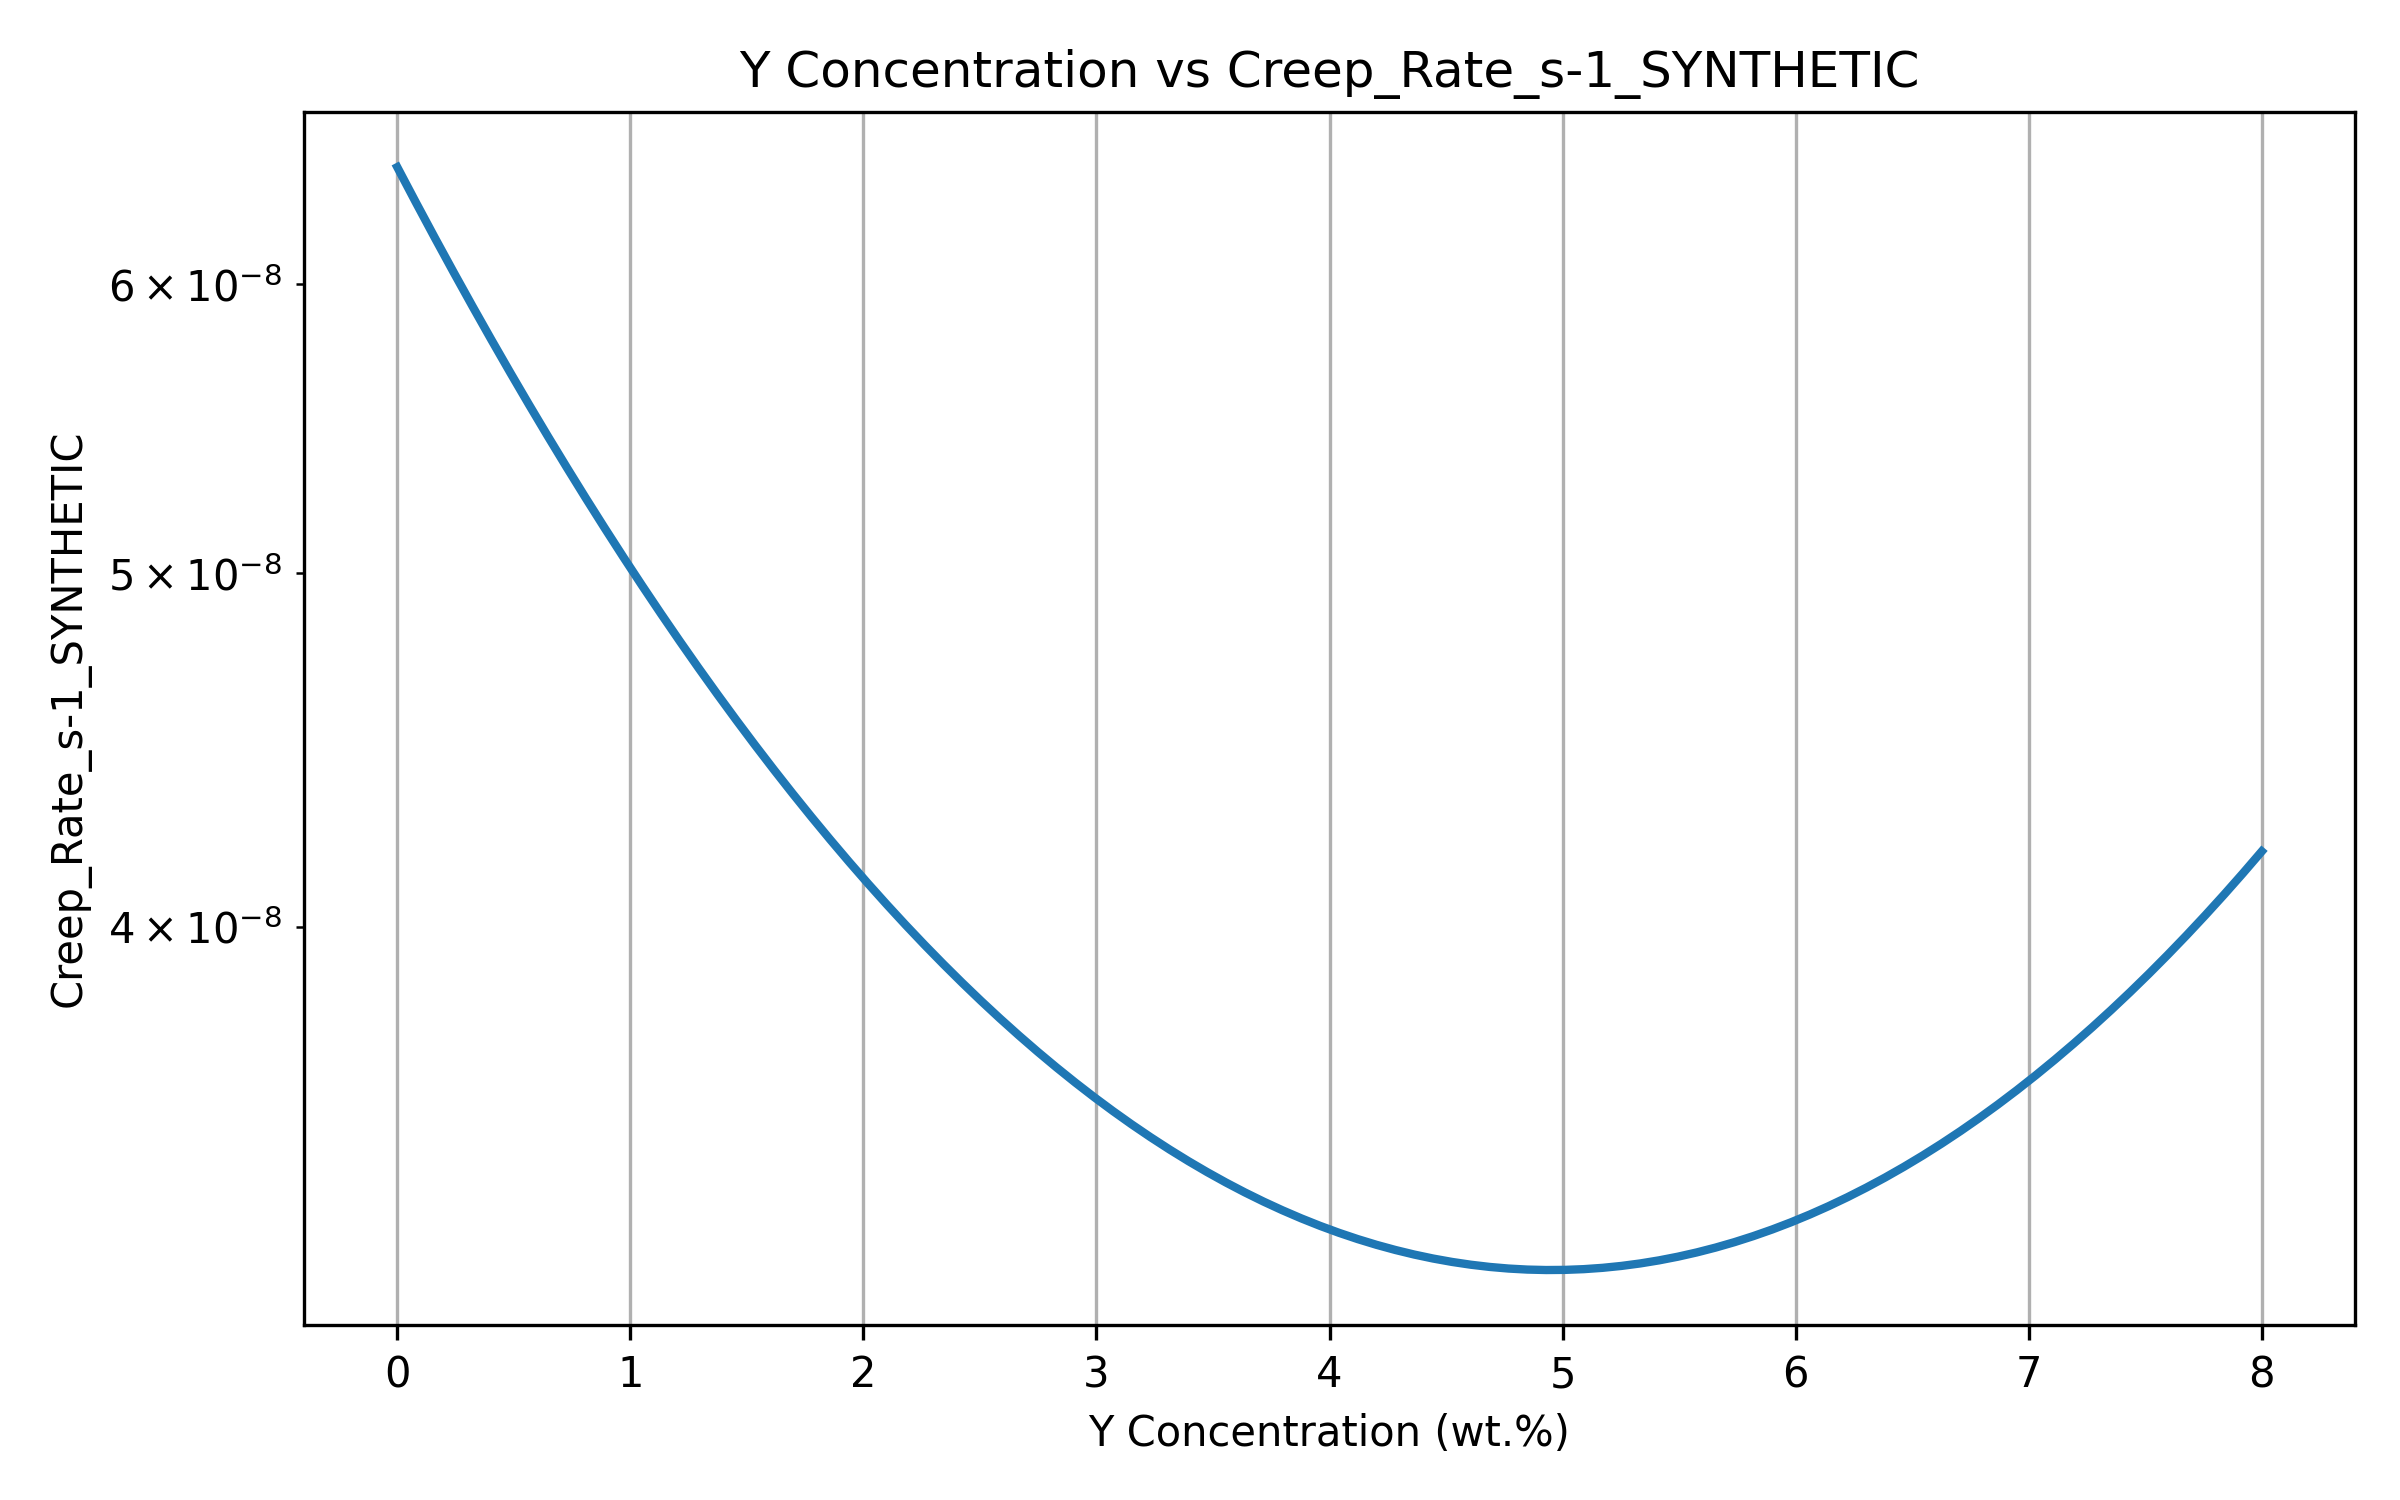 Y Concentration vs Creep_Rate_s-1_SYNTHETIC
Creep_Rate_s-1_SYNTHETIC
6 × 10⁻⁸
5 × 10⁻⁸
4 × 10⁻⁸
0 1 2 3 4 5 6 7 8
Y Concentration (wt.%)